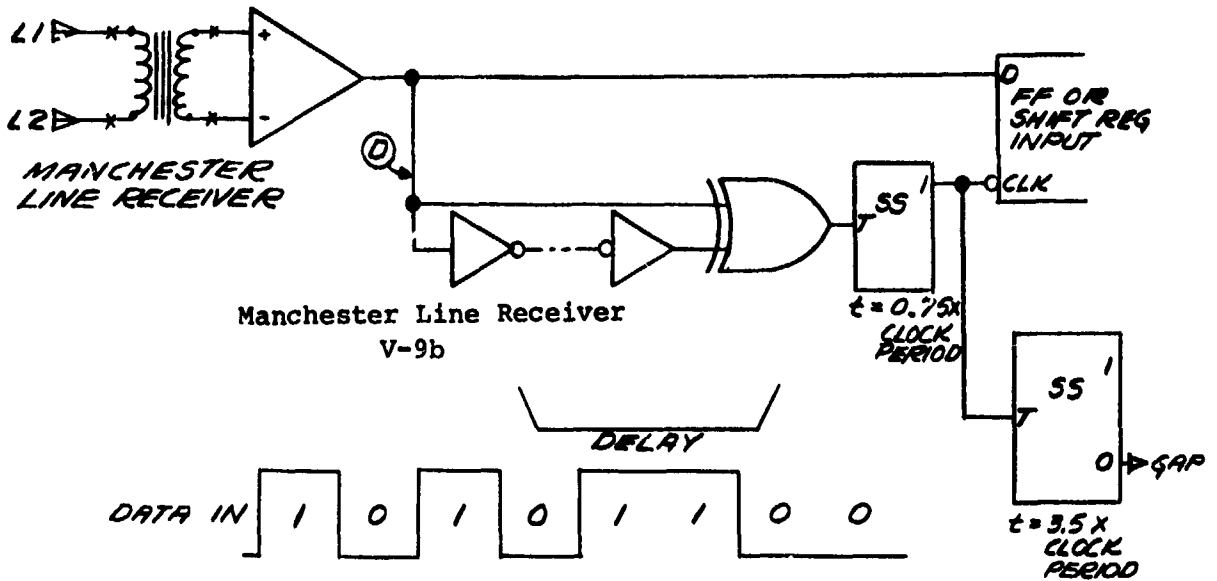 L1
L2
+
-
MANCHESTER
LINE RECEIVER
D
D
FF OR
SHIFT REG
INPUT
CLK
T SS 1
t = 0.75X
CLOCK
PERIOD
Manchester Line Receiver
V-9b
T SS 1
0
GAP
t = 3.5 X
CLOCK
PERIOD
DELAY
DATA IN 1 0 1 0 1 1 0 0